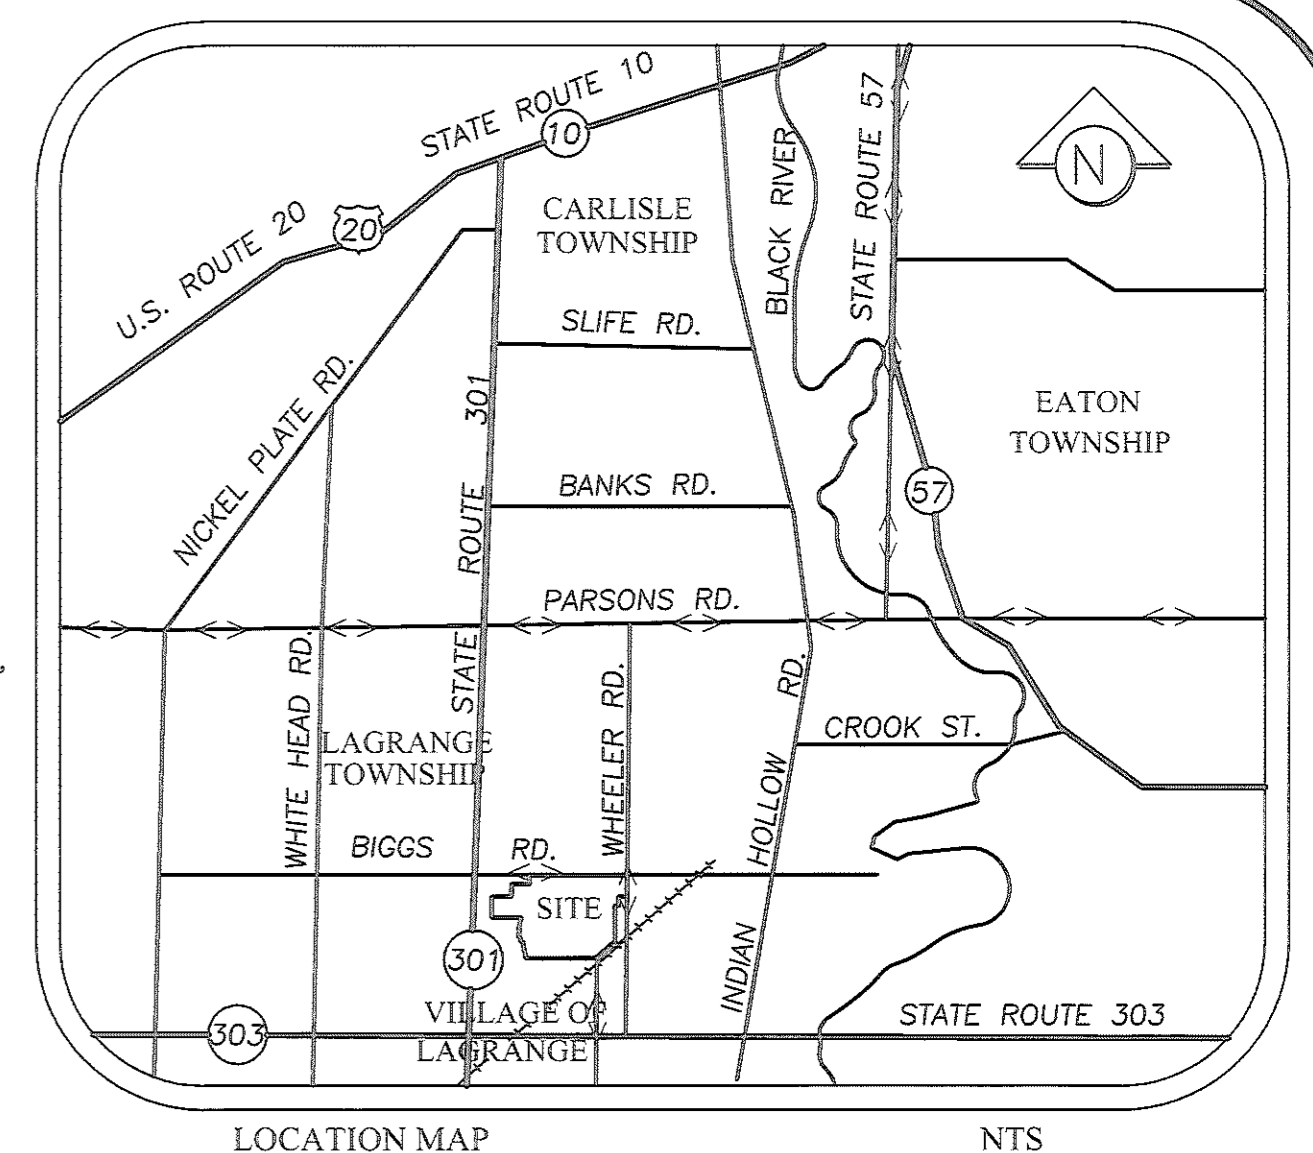 STATE ROUTE 10
10
N
U.S. ROUTE 20
20
CARLISLE
TOWNSHIP
BLACK RIVER
STATE ROUTE 57
SLIFE RD.
NICKEL PLATE RD.
EATON
TOWNSHIP
STATE ROUTE 301
BANKS RD.
57
PARSONS RD.
WHITE HEAD RD.
LAGRANGE
TOWNSHIP
WHEELER RD.
INDIAN HOLLOW RD.
CROOK ST.
BIGGS RD.
SITE
301
VILLAGE OF
LAGRANGE
303
STATE ROUTE 303
LOCATION MAP
NTS